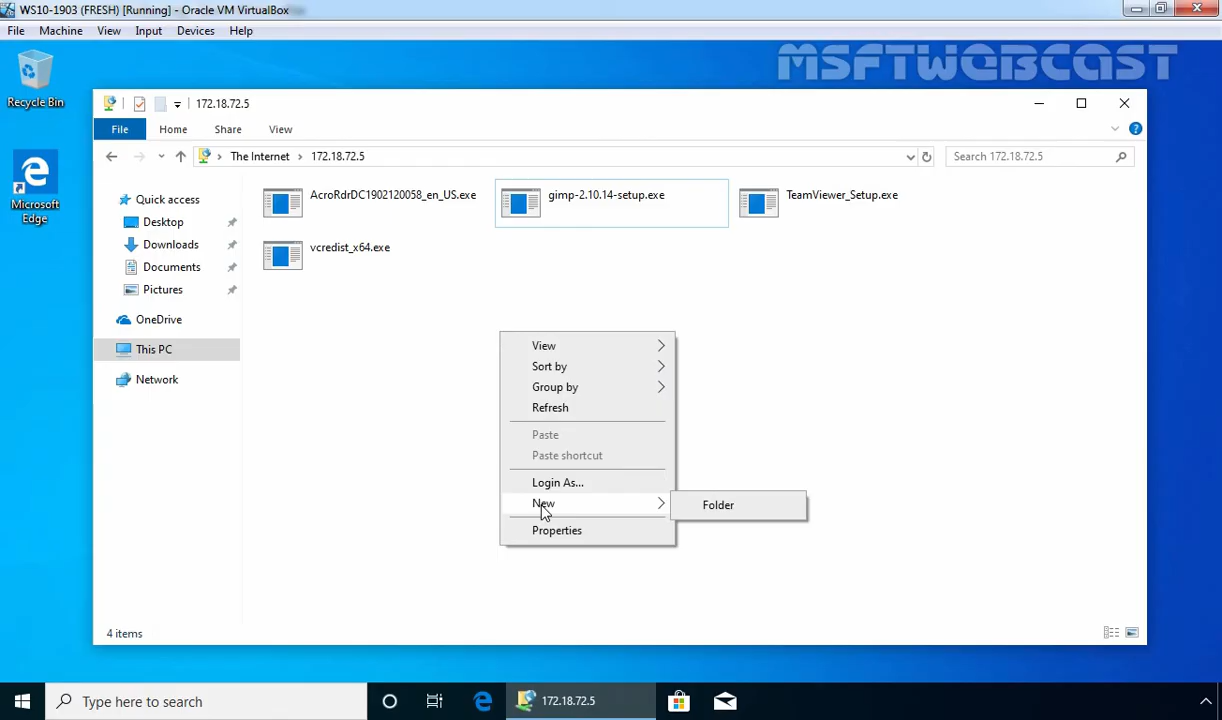 WS10-1903 (FRESH) [Running] - Oracle VM VirtualBox
File Machine View Input Devices Help
MSFTWEBCAST
Recycle Bin
Microsoft Edge
172.18.72.5
File Home Share View
The Internet 172.18.72.5 Search 172.18.72.5
Quick access
Desktop
Downloads
Documents
Pictures
OneDrive
This PC
Network
AcroRdrDC1902120058_en_US.exe gimp-2.10.14-setup.exe TeamViewer_Setup.exe
vcredist_x64.exe
View
Sort by
Group by
Refresh
Paste
Paste shortcut
Login As...
New
Folder
Properties
4 items
Type here to search 172.18.72.5